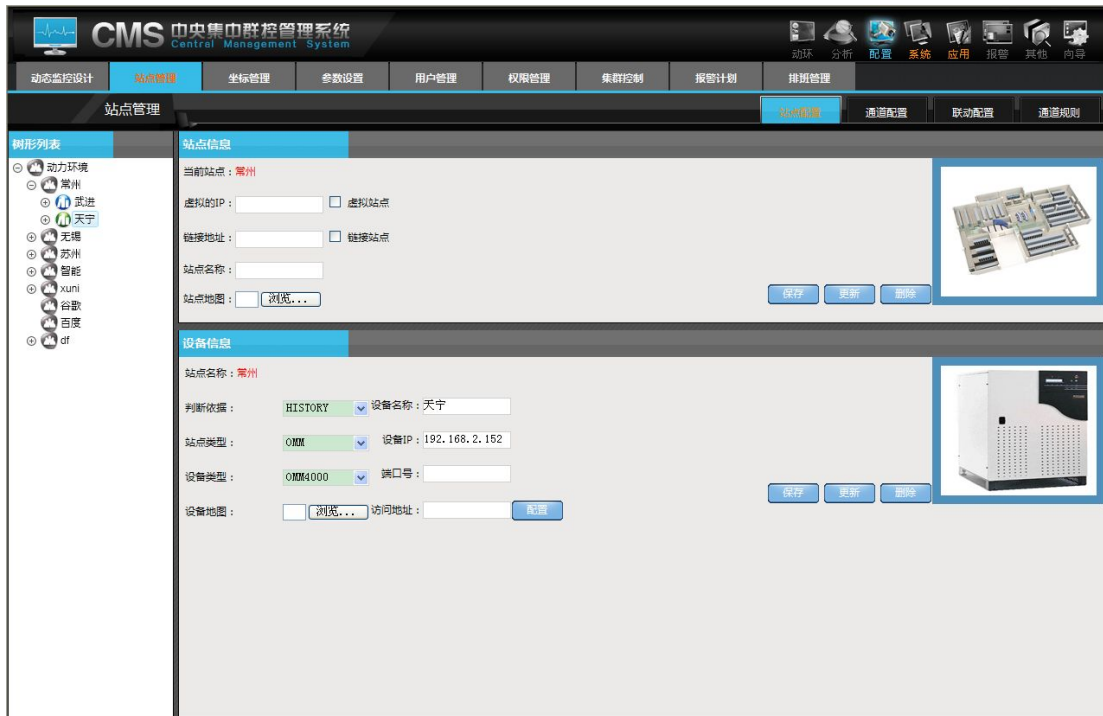 CMS 中央集中群控管理系统
Central Management System
动环 分析 配置 系统 应用 报警 其他 向导
动态监控设计 站点管理 坐标管理 参数设置 用户管理 权限管理 集群控制 报警计划 排班管理
站点管理 站点配置 通道配置 联动配置 通道规则
树形列表
动力环境
常州
武进
天宁
无锡
苏州
智能
xuni
谷歌
百度
df
站点信息
当前站点：常州
虚拟的IP： 虚拟站点
链接地址： 链接站点
站点名称：
站点地图： 浏览...
保存 更新 删除
设备信息
站点名称：常州
判断依据： HISTORY 设备名称：天宁
站点类型： OMM 设备IP：192.168.2.152
设备类型： OMM4000 端口号：
设备地图： 浏览... 访问地址： 配置
保存 更新 删除